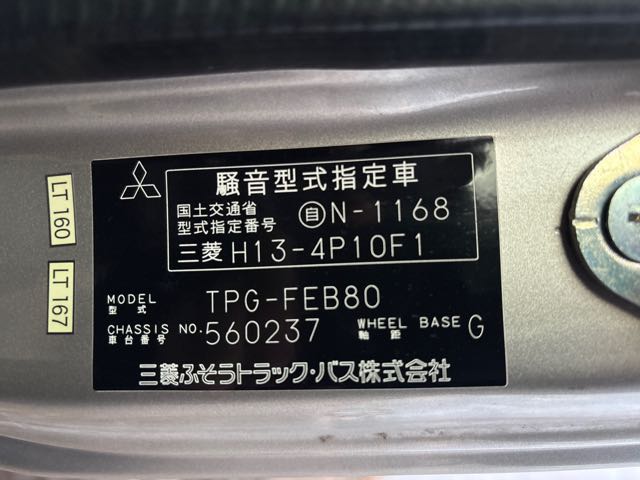 騒音型式指定車
国土交通省
型式指定番号 自N-1168
三菱 H13-4P10F1
MODEL
型式 TPG-FEB80
CHASSIS NO. 560237 WHEEL BASE G
車台番号 軸距
三菱ふそうトラック・バス株式会社
LT 160
LT 167